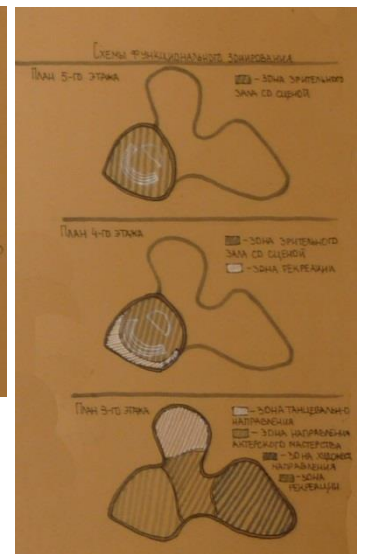 Схемы функционального зонирования
План 5-го этажа
- зона зрительного
зала со сценой
План 4-го этажа
- зона зрительного
зала со сценой
- зона рекреации
План 3-го этажа
- зона танцевального
направления
- зона направления
актерского мастерства
- зона худож.
направления
- зона
рекреации